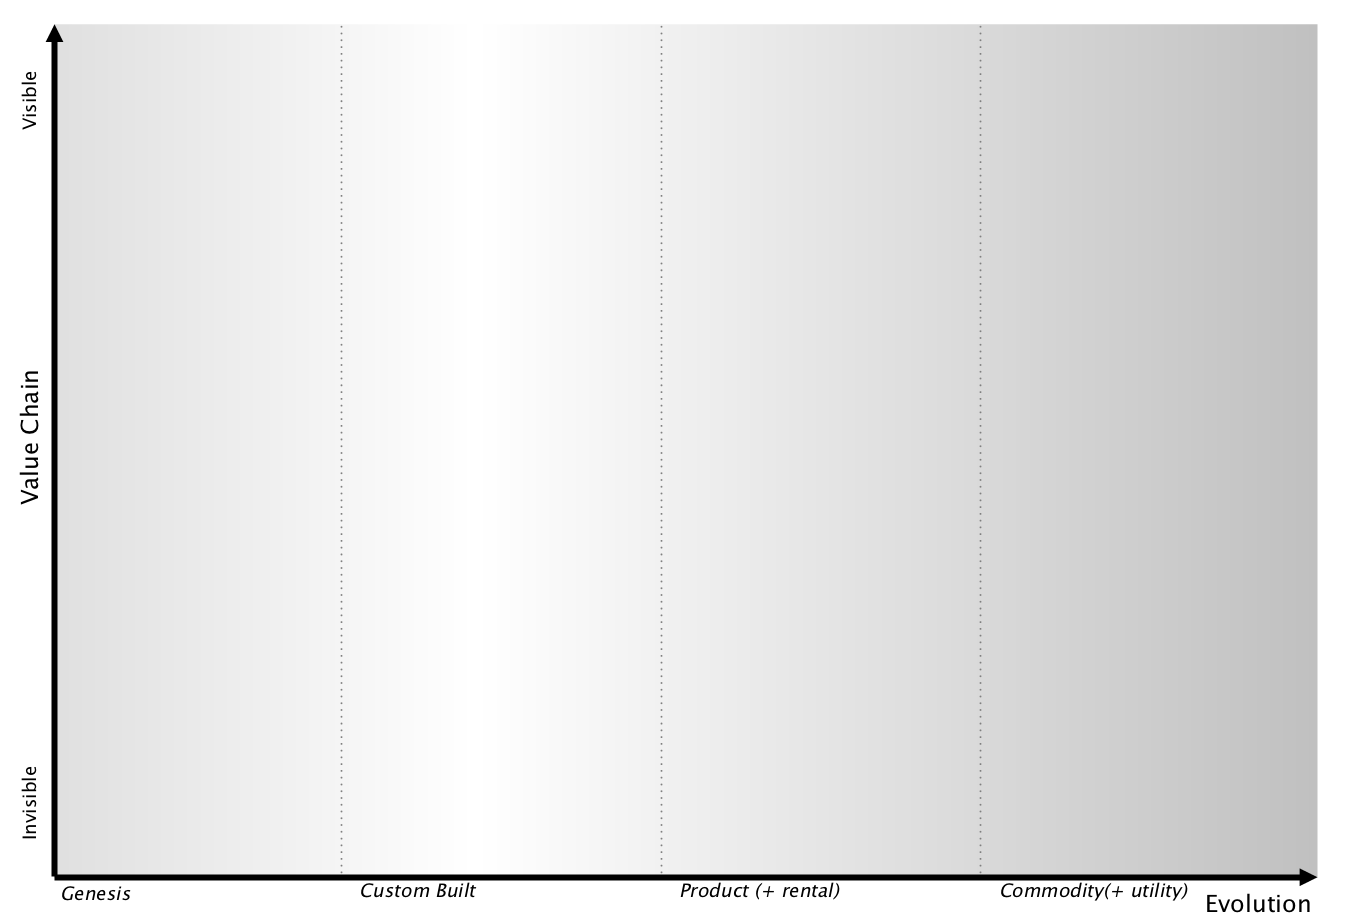 Visible
Value Chain
Invisible
Genesis
Custom Built
Product (+ rental)
Commodity(+ utility)
Evolution